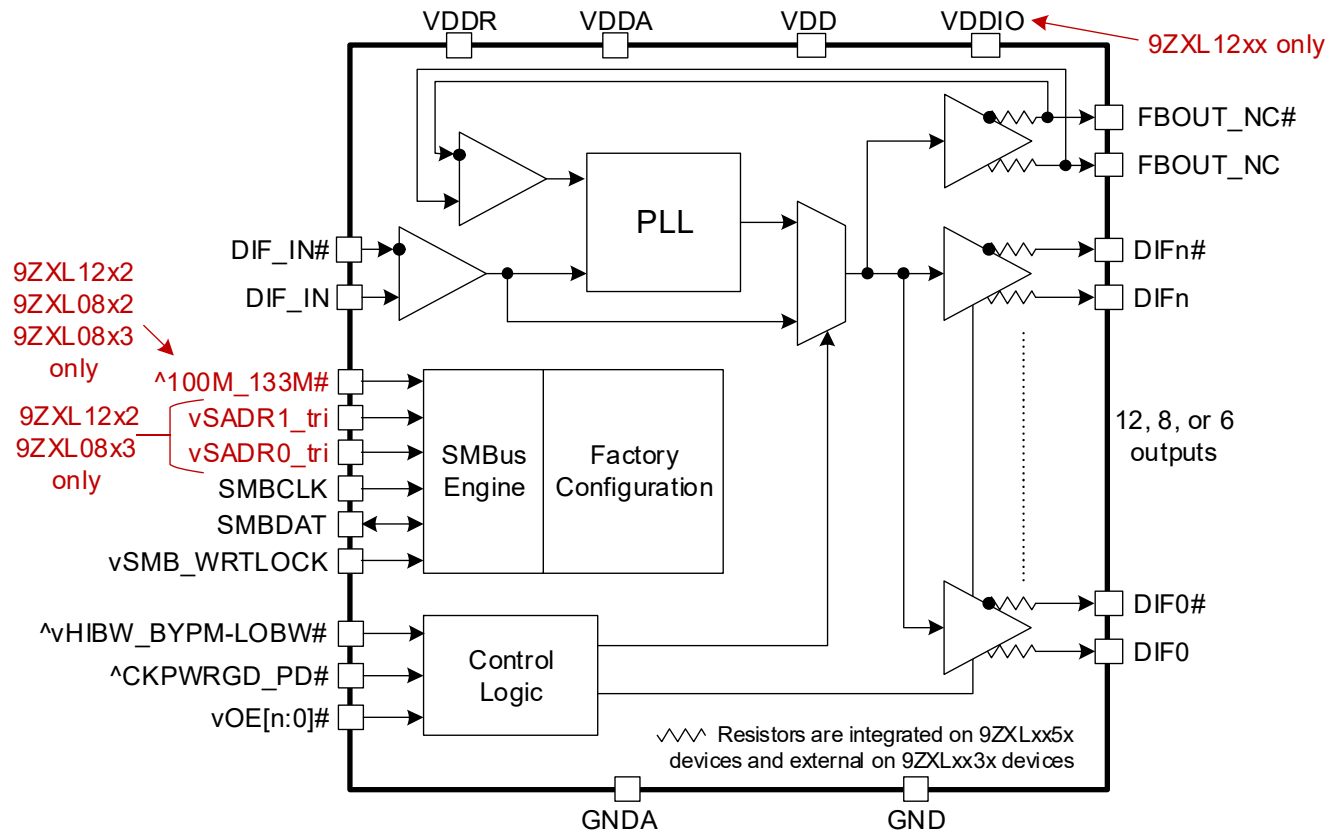 VDDR
VDDA
VDD
VDDIO
9ZXL12xx only
FBOUT_NC#
FBOUT_NC
PLL
DIF_IN#
DIF_IN
DIFn#
DIFn
9ZXL12x2
9ZXL08x2
9ZXL08x3
only
^100M_133M#
9ZXL12x2
9ZXL08x3
only
vSADR1_tri
vSADR0_tri
SMBCLK
SMBDAT
vSMB_WRTLOCK
SMBus
Engine
Factory
Configuration
12, 8, or 6
outputs
^vHIBW_BYPM-LOBW#
^CKPWRGD_PD#
vOE[n:0]#
Control
Logic
DIF0#
DIF0
Resistors are integrated on 9ZXLxx5x
devices and external on 9ZXLxx3x devices
GNDA
GND